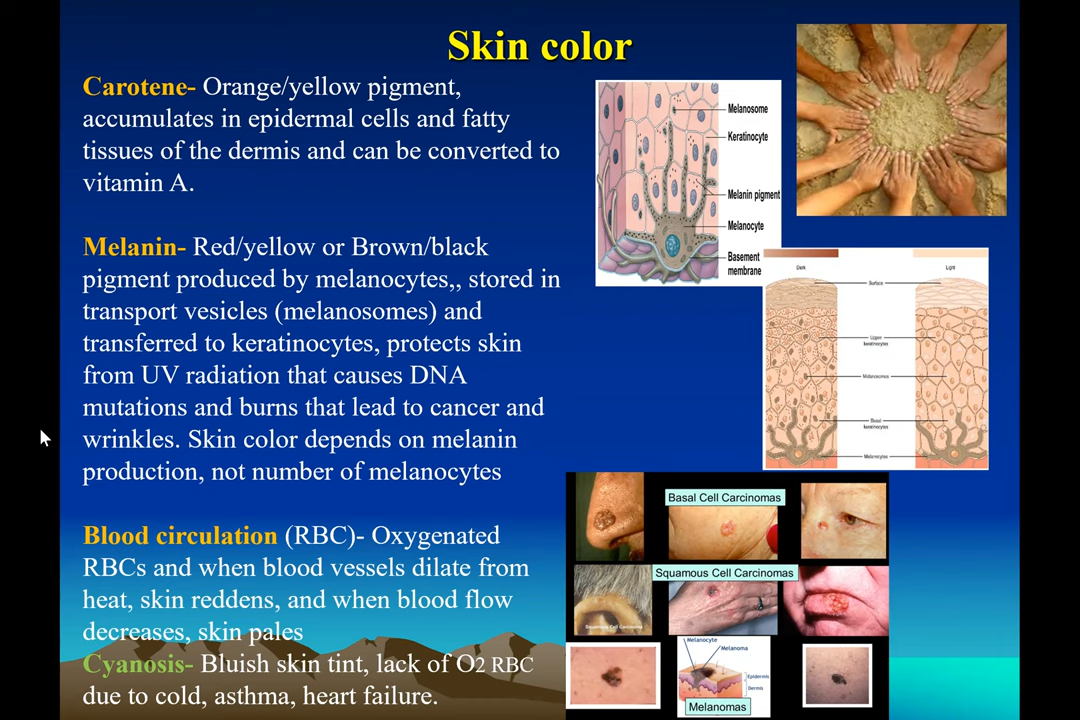 Skin color
Carotene- Orange/yellow pigment,
accumulates in epidermal cells and fatty
tissues of the dermis and can be converted to
vitamin A.
Melanin- Red/yellow or Brown/black
pigment produced by melanocytes,, stored in
transport vesicles (melanosomes) and
transferred to keratinocytes, protects skin
from UV radiation that causes DNA
mutations and burns that lead to cancer and
wrinkles. Skin color depends on melanin
production, not number of melanocytes
Blood circulation (RBC)- Oxygenated
RBCs and when blood vessels dilate from
heat, skin reddens, and when blood flow
decreases, skin pales
Cyanosis- Bluish skin tint, lack of O2 RBC
due to cold, asthma, heart failure.
Melanosome
Keratinocyte
Melanin pigment
Melanocyte
Basement
membrane
Dark
Light
Surface
Upper
keratinocytes
Melanosomes
Basal
keratinocytes
Melanocytes
Basal Cell Carcinomas
Squamous Cell Carcinomas
Squamous Cell Carcinoma
Melanocyte
Melanoma
Epidermis
Dermis
Melanomas